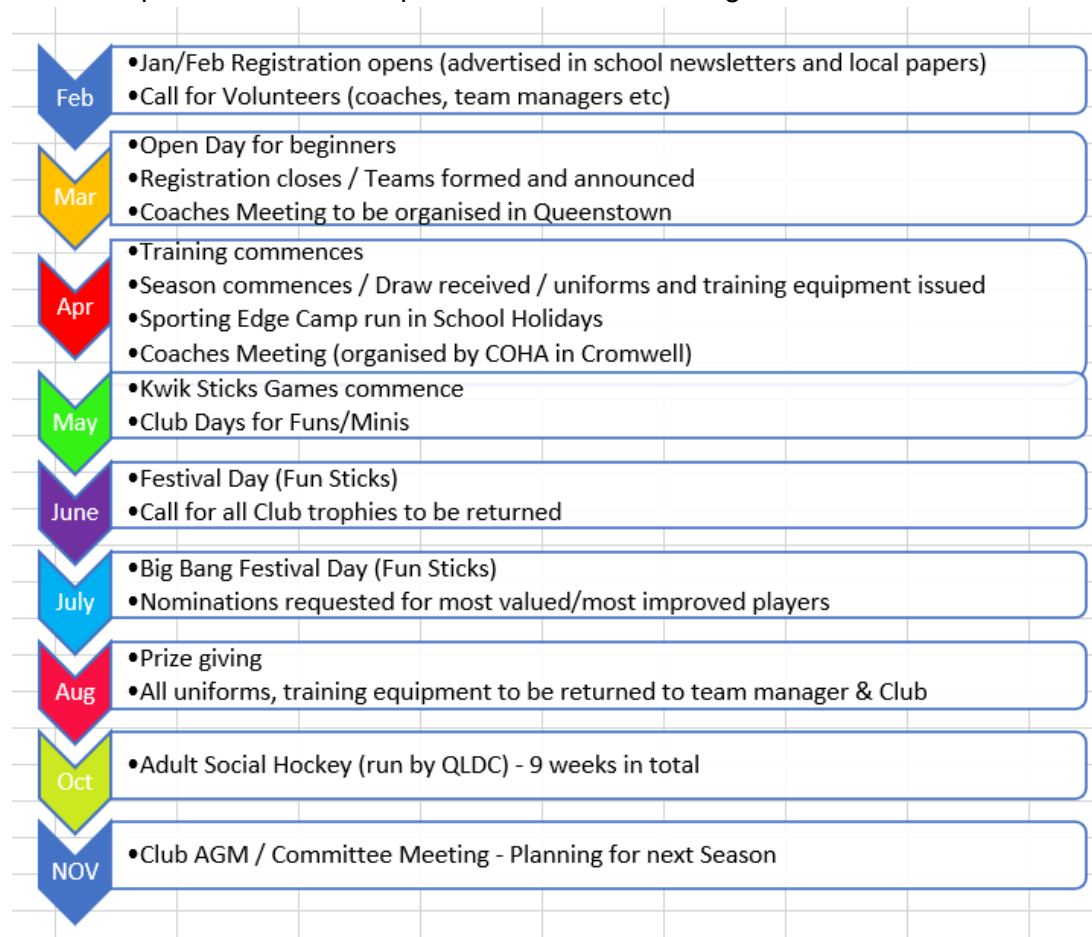 Feb
•Jan/Feb Registration opens (advertised in school newsletters and local papers)
•Call for Volunteers (coaches, team managers etc)
Mar
•Open Day for beginners
•Registration closes / Teams formed and announced
•Coaches Meeting to be organised in Queenstown
Apr
•Training commences
•Season commences / Draw received / uniforms and training equipment issued
•Sporting Edge Camp run in School Holidays
•Coaches Meeting (organised by COHA in Cromwell)
May
•Kwik Sticks Games commence
•Club Days for Funs/Minis
June
•Festival Day (Fun Sticks)
•Call for all Club trophies to be returned
July
•Big Bang Festival Day (Fun Sticks)
•Nominations requested for most valued/most improved players
Aug
•Prize giving
•All uniforms, training equipment to be returned to team manager & Club
Oct
•Adult Social Hockey (run by QLDC) - 9 weeks in total
NOV
•Club AGM / Committee Meeting - Planning for next Season